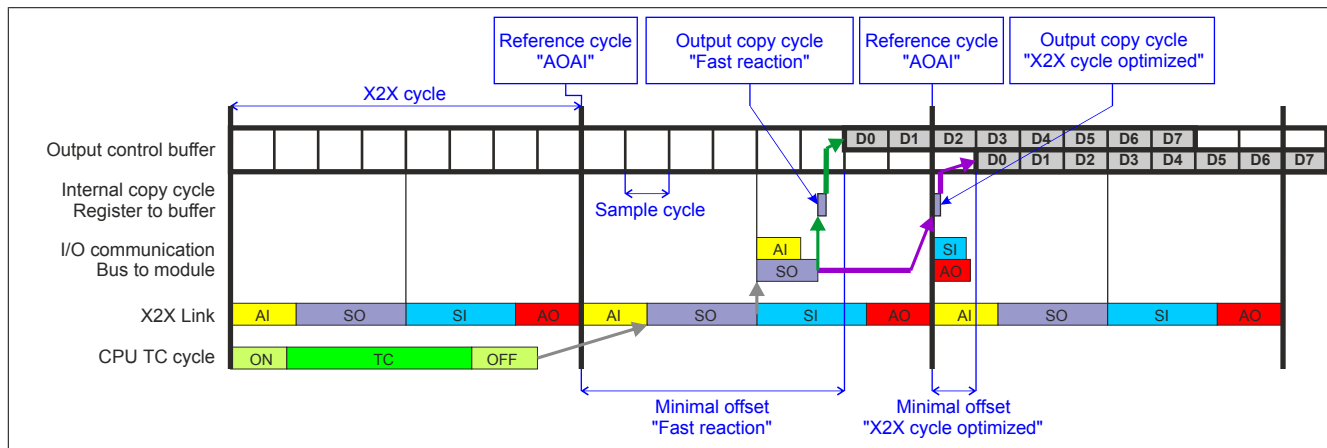 Reference cycle
"AOAI"
Output copy cycle
"Fast reaction"
Reference cycle
"AOAI"
Output copy cycle
"X2X cycle optimized"
X2X cycle
Output control buffer
D0 D1 D2 D3 D4 D5 D6 D7
D0 D1 D2 D3 D4 D5 D6 D7
Internal copy cycle
Register to buffer
Sample cycle
I/O communication
Bus to module
AI SI
SO AO
X2X Link AI SO SI AO AI SO SI AO AI SO SI AO
CPU TC cycle ON TC OFF
Minimal offset
"Fast reaction"
Minimal offset
"X2X cycle optimized"